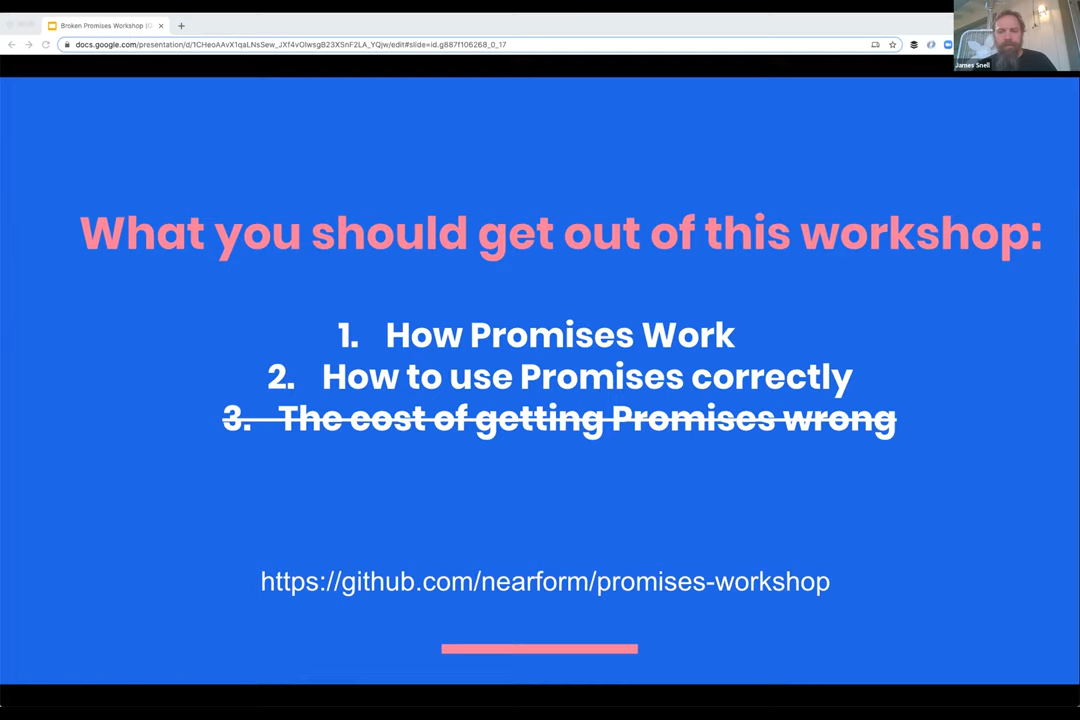 Broken Promises Workshop (O
docs.google.com/presentation/d/1CHeoAAvX1qaLNsSew_JXf4vOlwsgB23XSnF2LA_YQjw/edit#slide=id.g887f106268_0_17
James Snell
What you should get out of this workshop:
1. How Promises Work
2. How to use Promises correctly
3. The cost of getting Promises wrong
https://github.com/nearform/promises-workshop